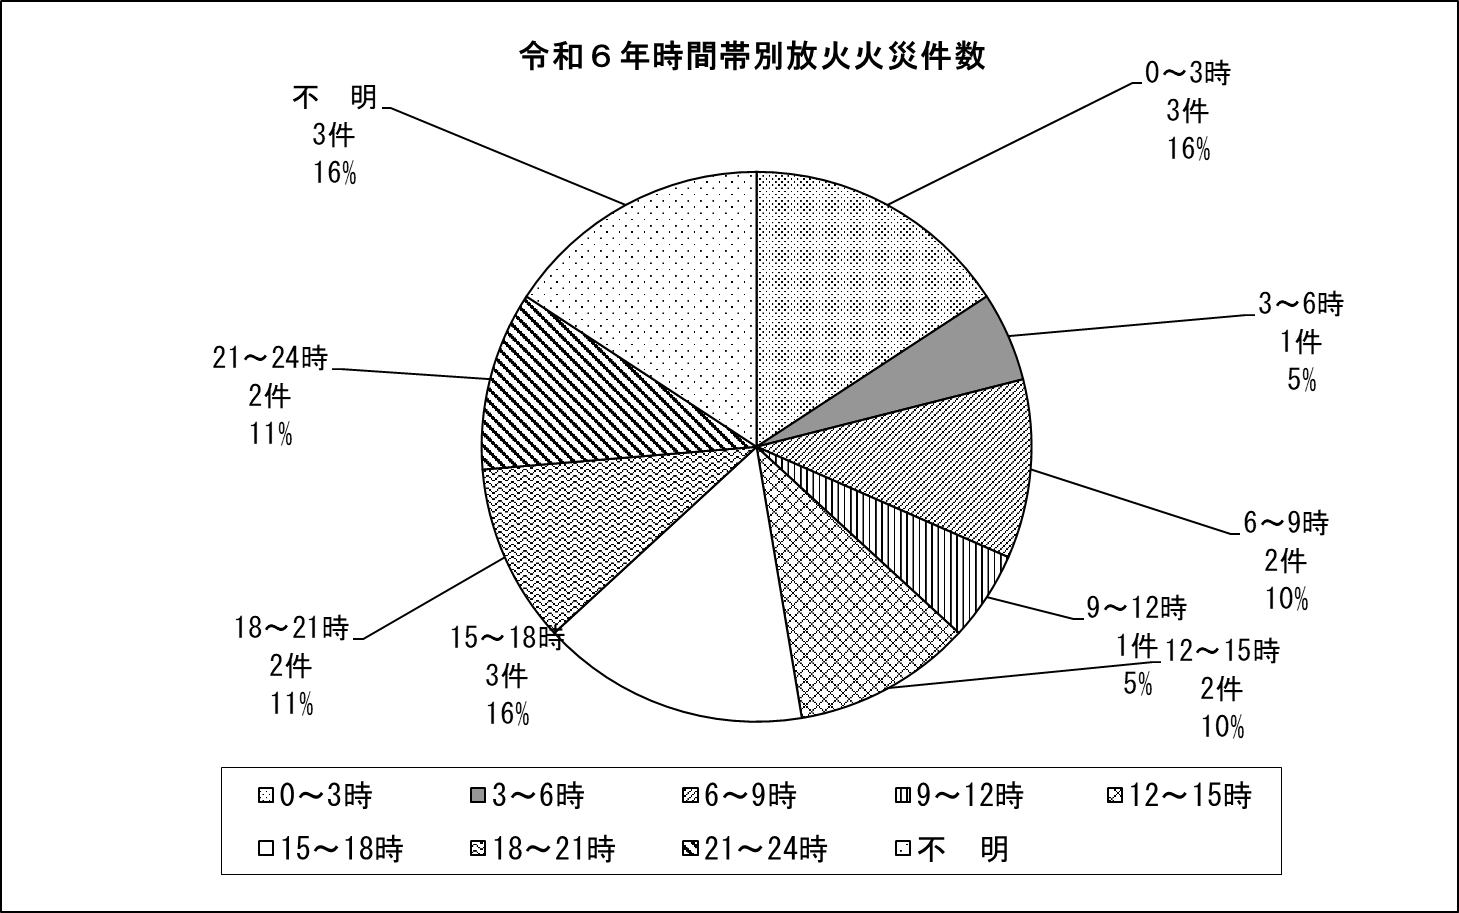 令和６年時間帯別放火火災件数
0～3時
3件
16%
3～6時
1件
5%
6～9時
2件
10%
9～12時
1件
5%
12～15時
2件
10%
15～18時
3件
16%
18～21時
2件
11%
21～24時
2件
11%
不　明
3件
16%
0～3時 3～6時 6～9時 9～12時 12～15時
15～18時 18～21時 21～24時 不　明